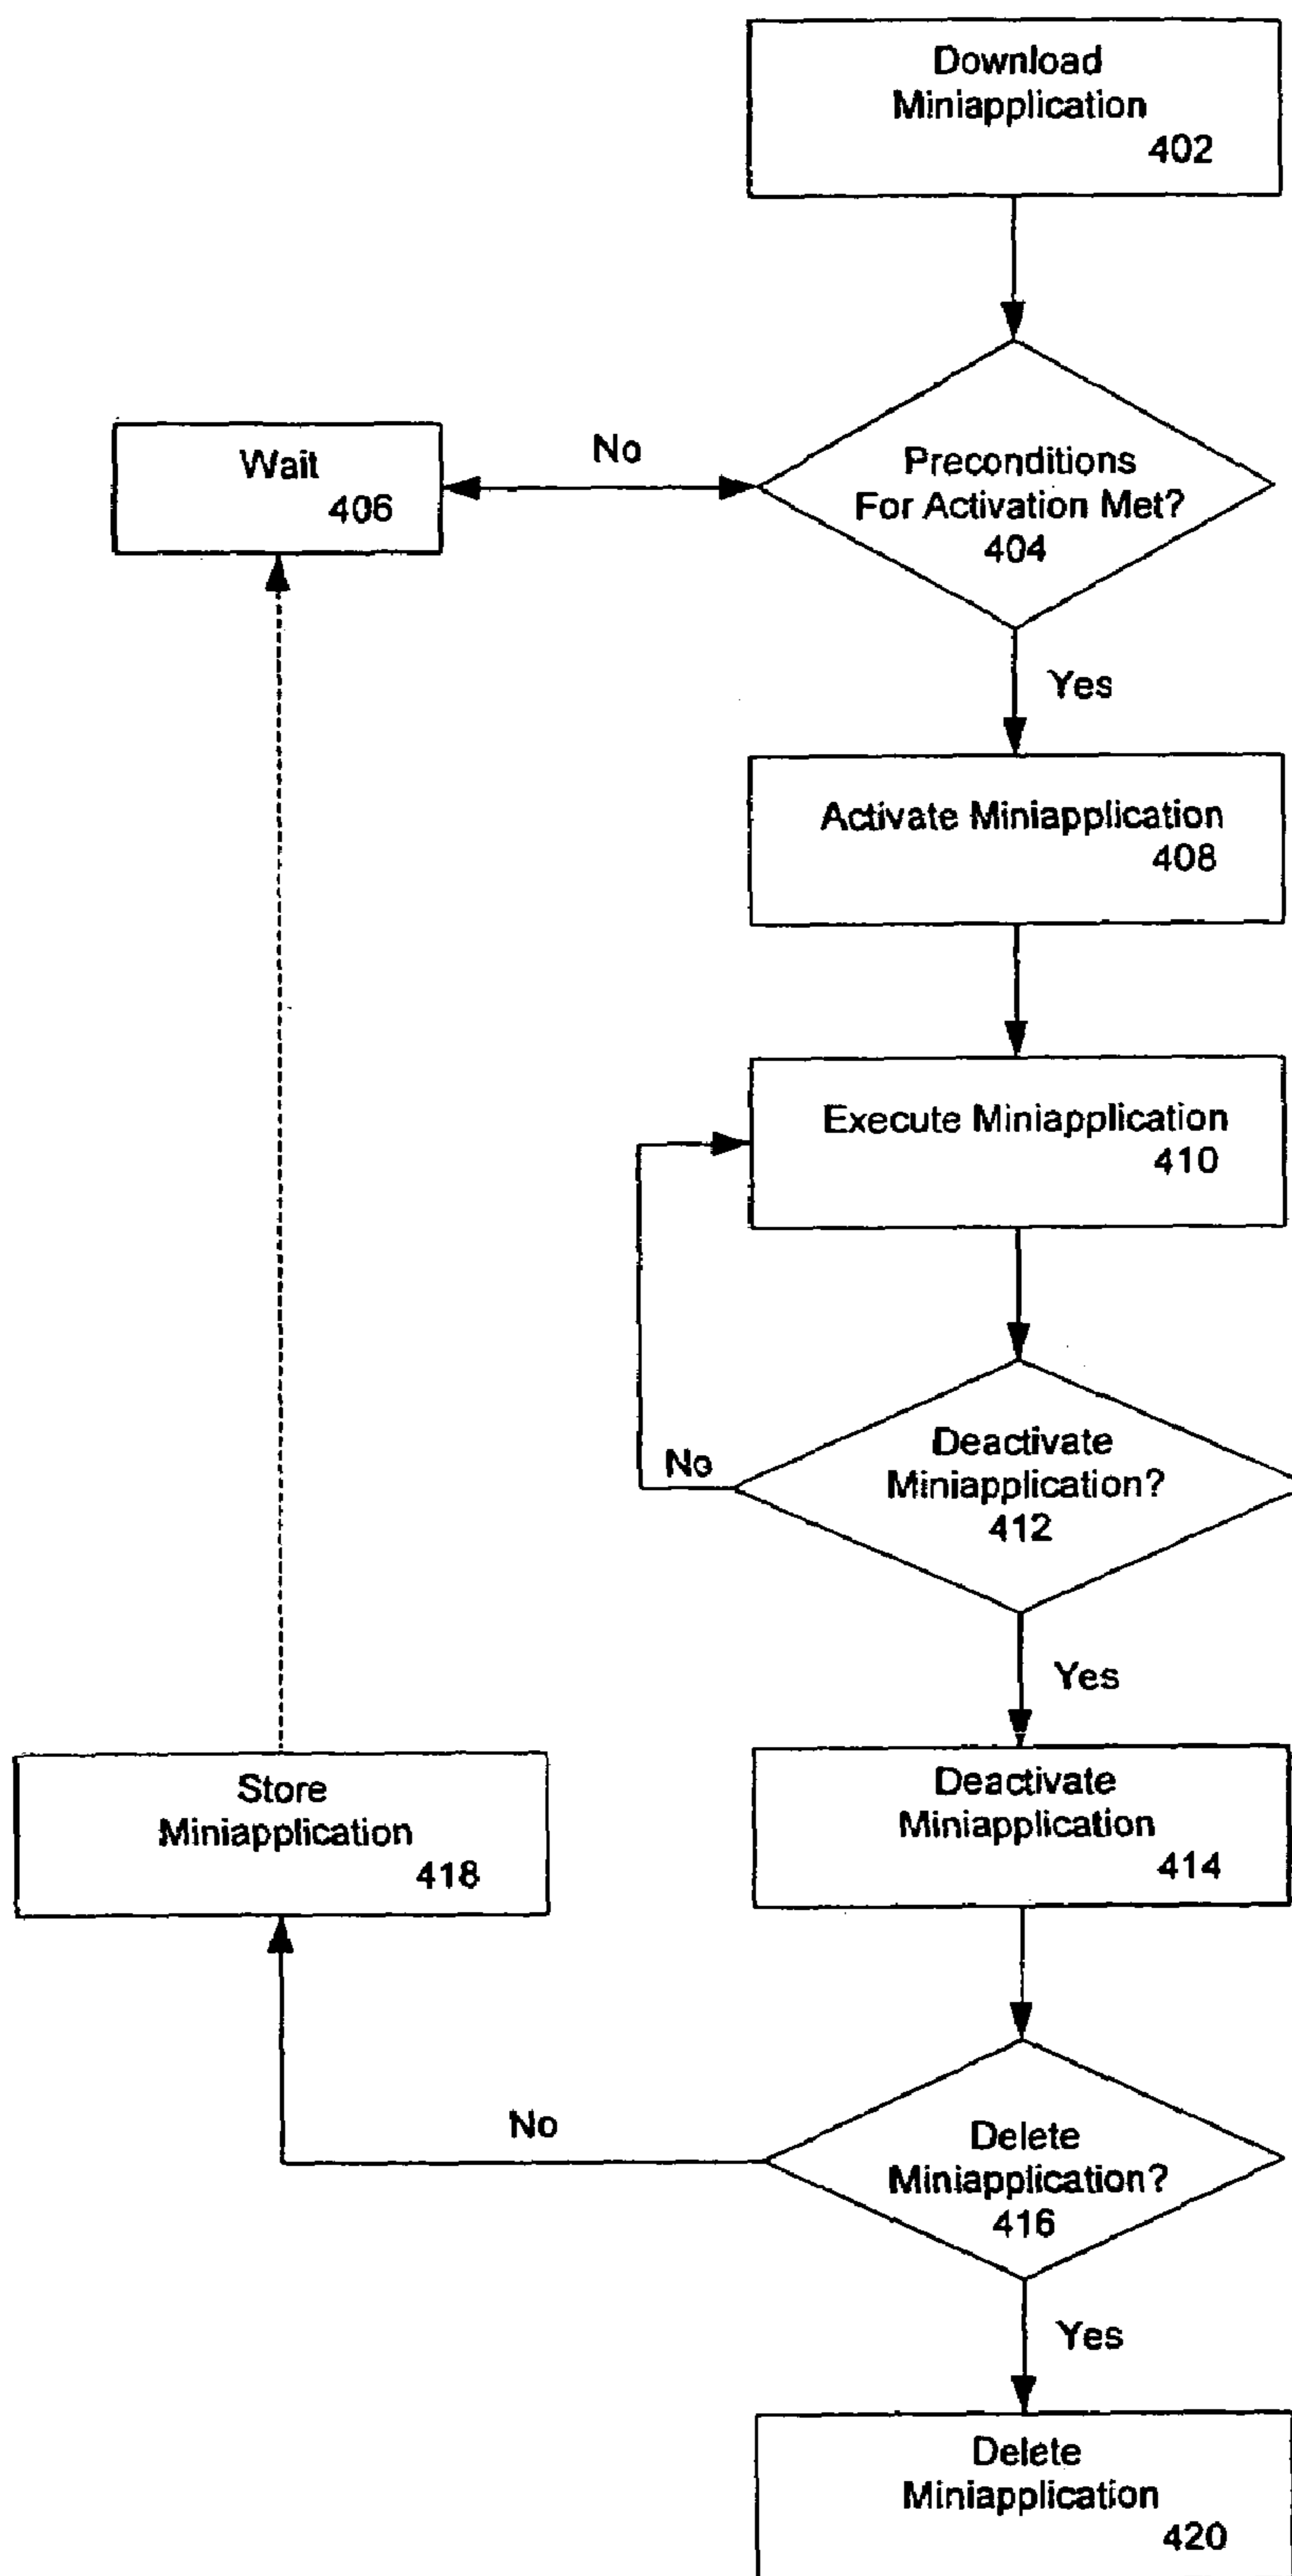 Download
Miniapplication
402
Wait
406
No
Preconditions
For Activation Met?
404
Yes
Activate Miniapplication
408
Execute Miniapplication
410
No
Deactivate
Miniapplication?
412
Yes
Store
Miniapplication
418
Deactivate
Miniapplication
414
No
Delete
Miniapplication?
416
Yes
Delete
Miniapplication
420